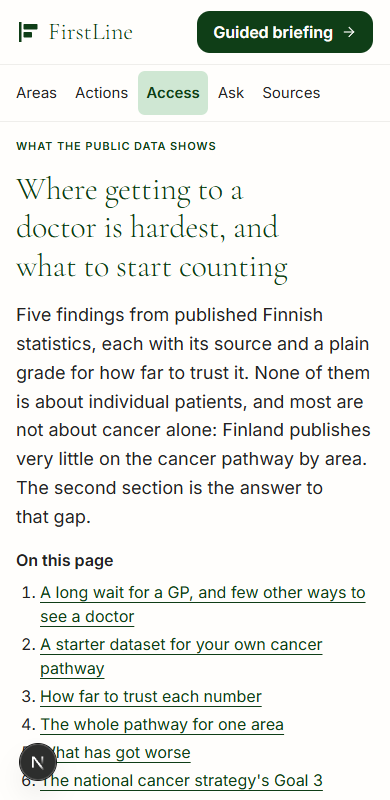 FirstLine
Guided briefing →
Areas Actions Access Ask Sources
WHAT THE PUBLIC DATA SHOWS
Where getting to a
doctor is hardest, and
what to start counting
Five findings from published Finnish
statistics, each with its source and a plain
grade for how far to trust it. None of them
is about individual patients, and most are
not about cancer alone: Finland publishes
very little on the cancer pathway by area.
The second section is the answer to
that gap.
On this page
1. A long wait for a GP, and few other ways to
see a doctor
2. A starter dataset for your own cancer
pathway
3. How far to trust each number
4. The whole pathway for one area
What has got worse
6. The national cancer strategy's Goal 3
N